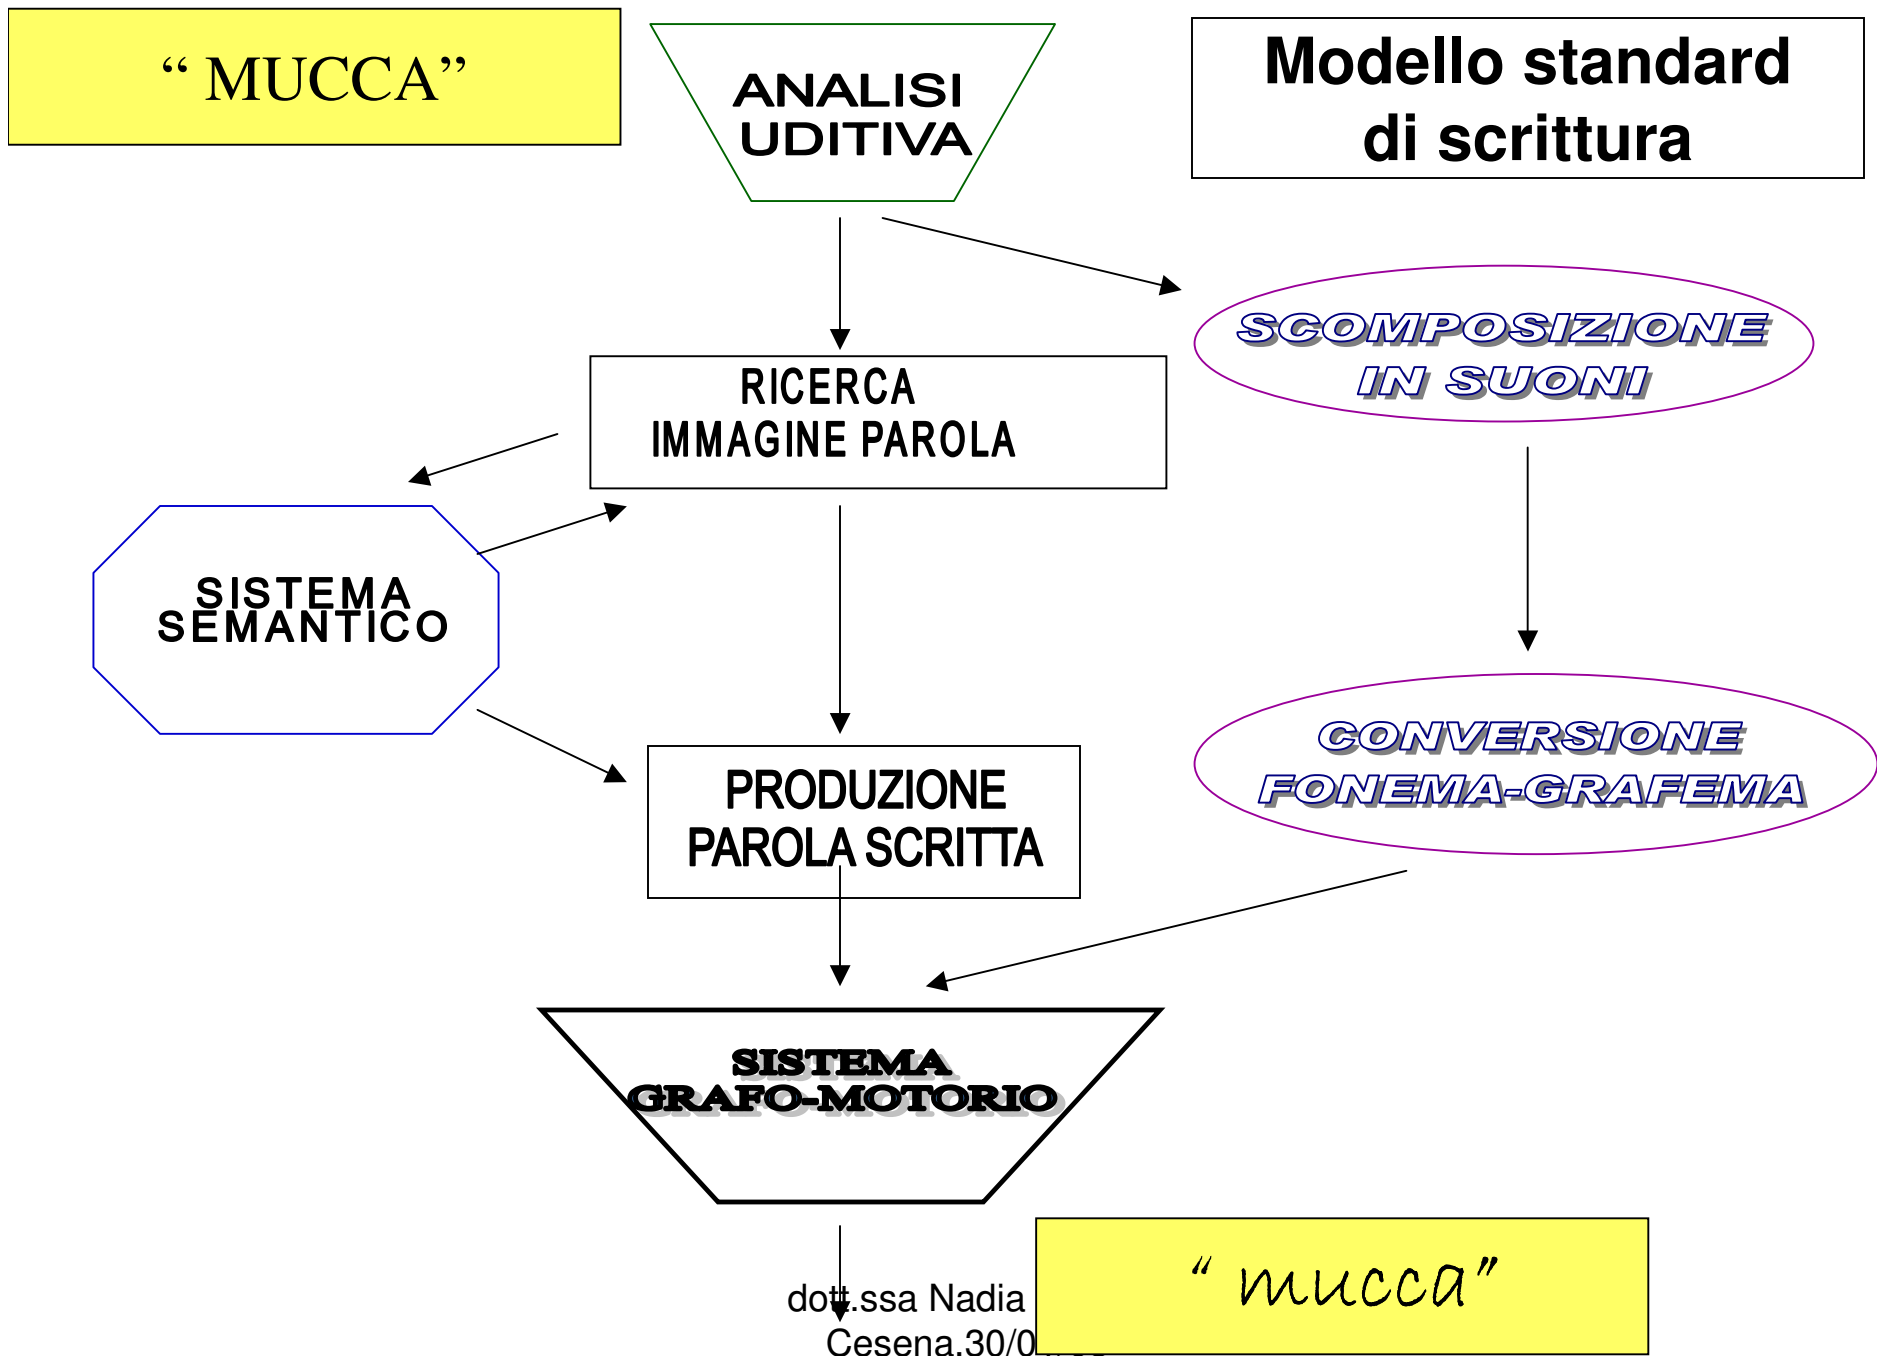 “ MUCCA”
ANALISI
UDITIVA
Modello standard
di scrittura
SCOMPOSIZIONE
IN SUONI
RICERCA
IMMAGINE PAROLA
SISTEMA
SEMANTICO
CONVERSIONE
FONEMA-GRAFEMA
PRODUZIONE
PAROLA SCRITTA
SISTEMA
GRAFO-MOTORIO
“ mucca”
dott.ssa Nadia
Cesena,